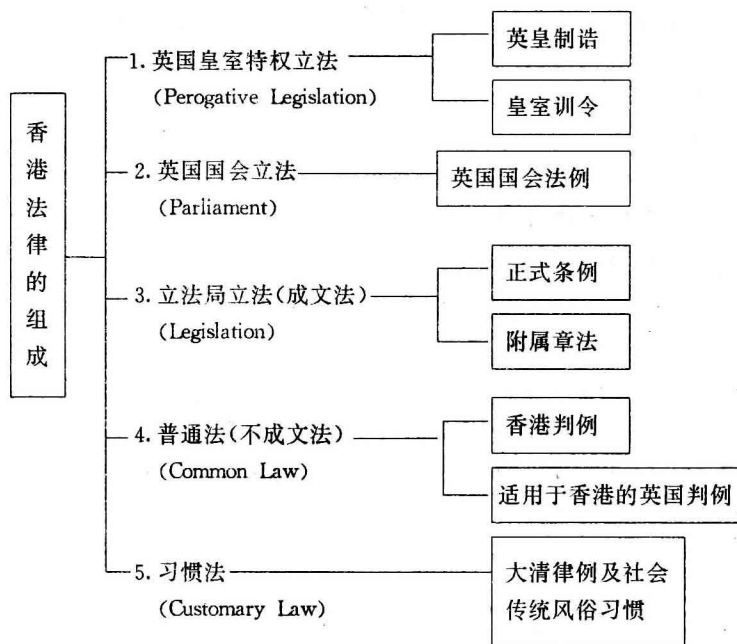 香港法律的组成
1. 英国皇室特权立法
(Perogative Legislation)
英皇制诰
皇室训令
2. 英国国会立法
(Parliament)
英国国会法例
3. 立法局立法(成文法)
(Legislation)
正式条例
附属章法
4. 普通法(不成文法)
(Common Law)
香港判例
适用于香港的英国判例
5. 习惯法
(Customary Law)
大清律例及社会
传统风俗习惯